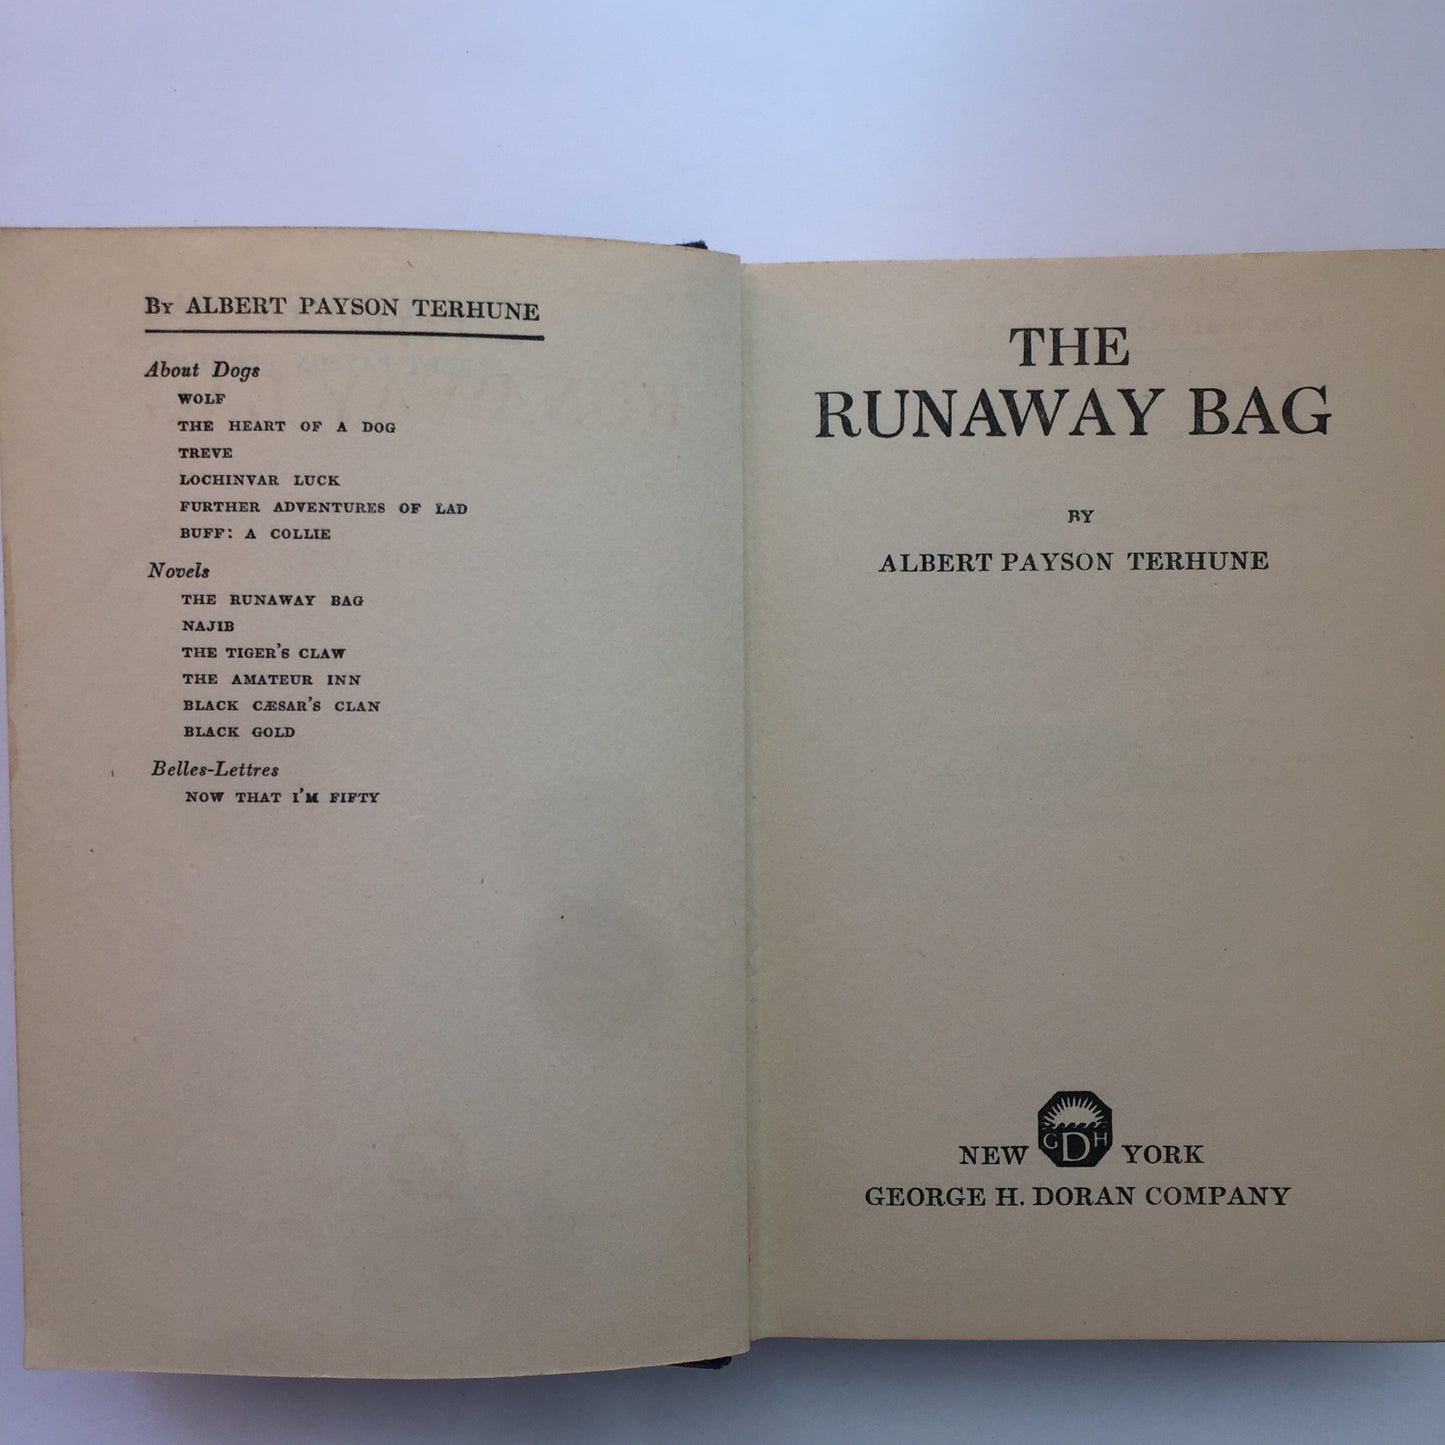 By ALBERT PAYSON TERHUNE
About Dogs
WOLF
THE HEART OF A DOG
TREVE
LOCHINVAR LUCK
FURTHER ADVENTURES OF LAD
BUFF: A COLLIE
Novels
THE RUNAWAY BAG
NAJIB
THE TIGER'S CLAW
THE AMATEUR INN
BLACK CÆSAR'S CLAN
BLACK GOLD
Belles-Lettres
NOW THAT I'M FIFTY
THE
RUNAWAY BAG
BY
ALBERT PAYSON TERHUNE
NEW GDH YORK
GEORGE H. DORAN COMPANY